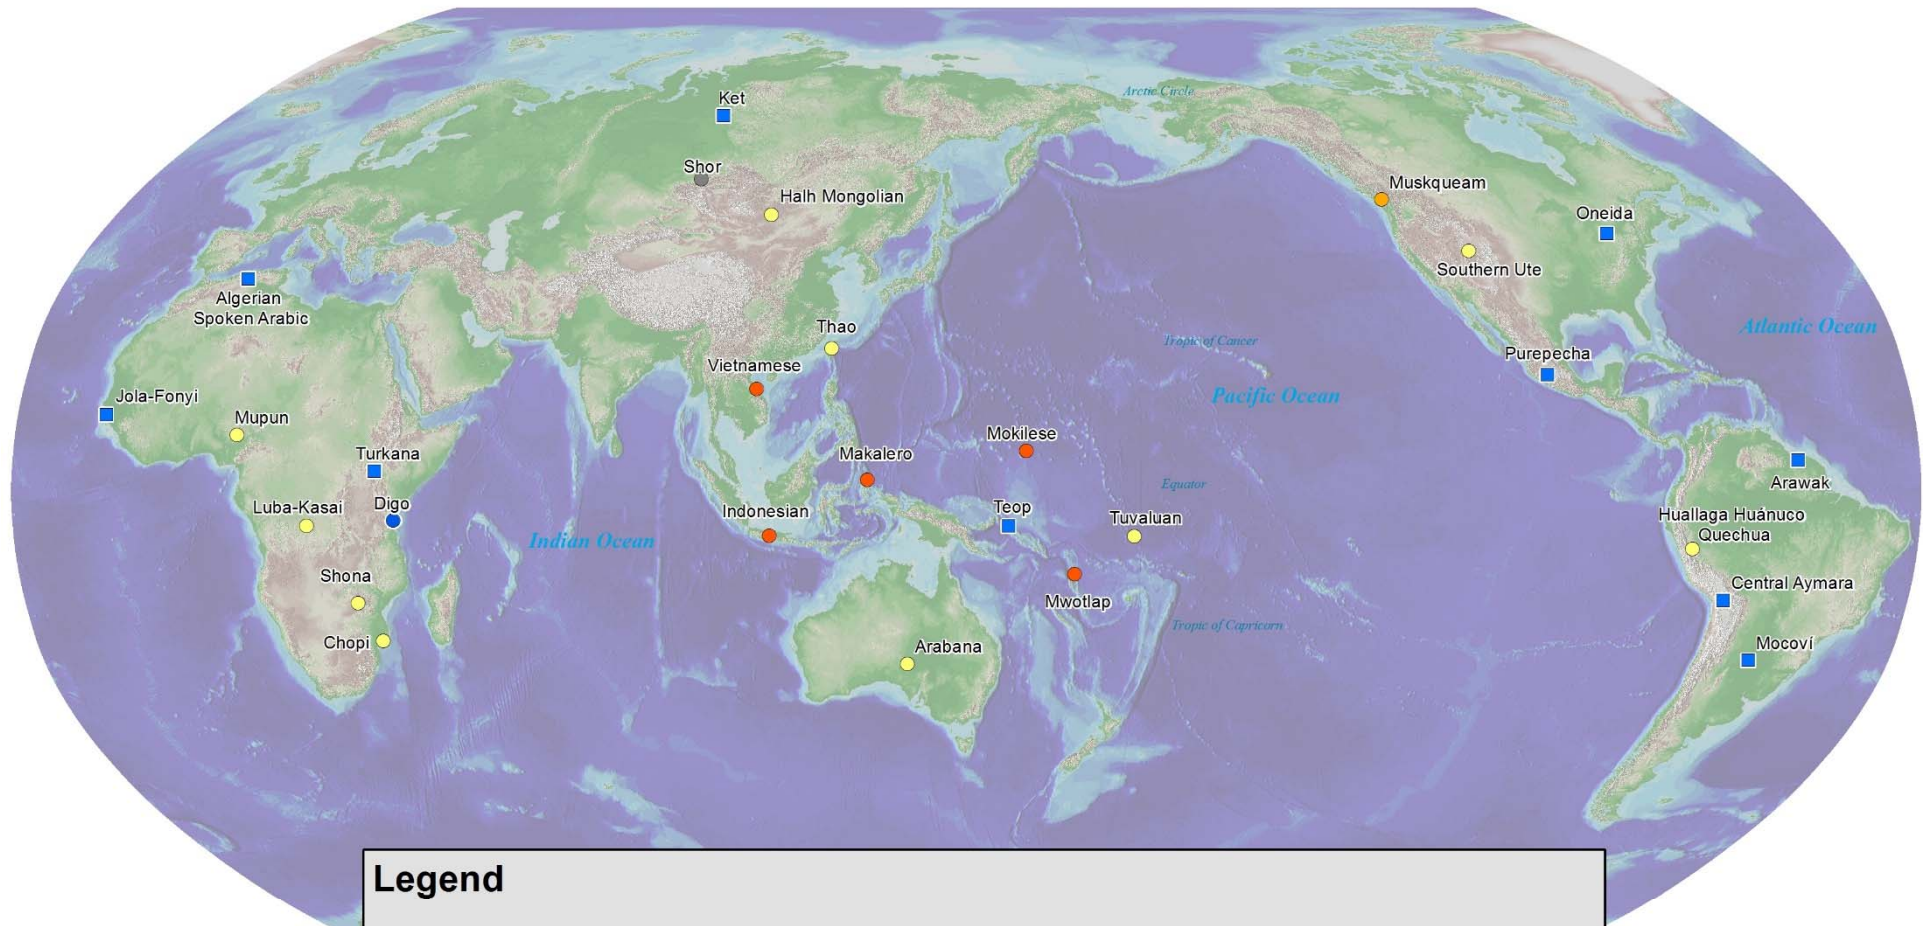 Ket
Arctic Circle
Shor
Halh Mongolian
Muskqueam
Oneida
Southern Ute
Algerian
Spoken Arabic
Thao
Atlantic Ocean
Tropic of Cancer
Purepecha
Vietnamese
Jola-Fonyi
Pacific Ocean
Mupun
Mokilese
Turkana
Makalero
Arawak
Equator
Luba-Kasai
Digo
Indonesian
Teop
Tuvaluan
Huallaga Huánuco
Quechua
Indian Ocean
Shona
Central Aymara
Mwotlap
Tropic of Capricorn
Chopi
Arabana
Mocoví
Legend